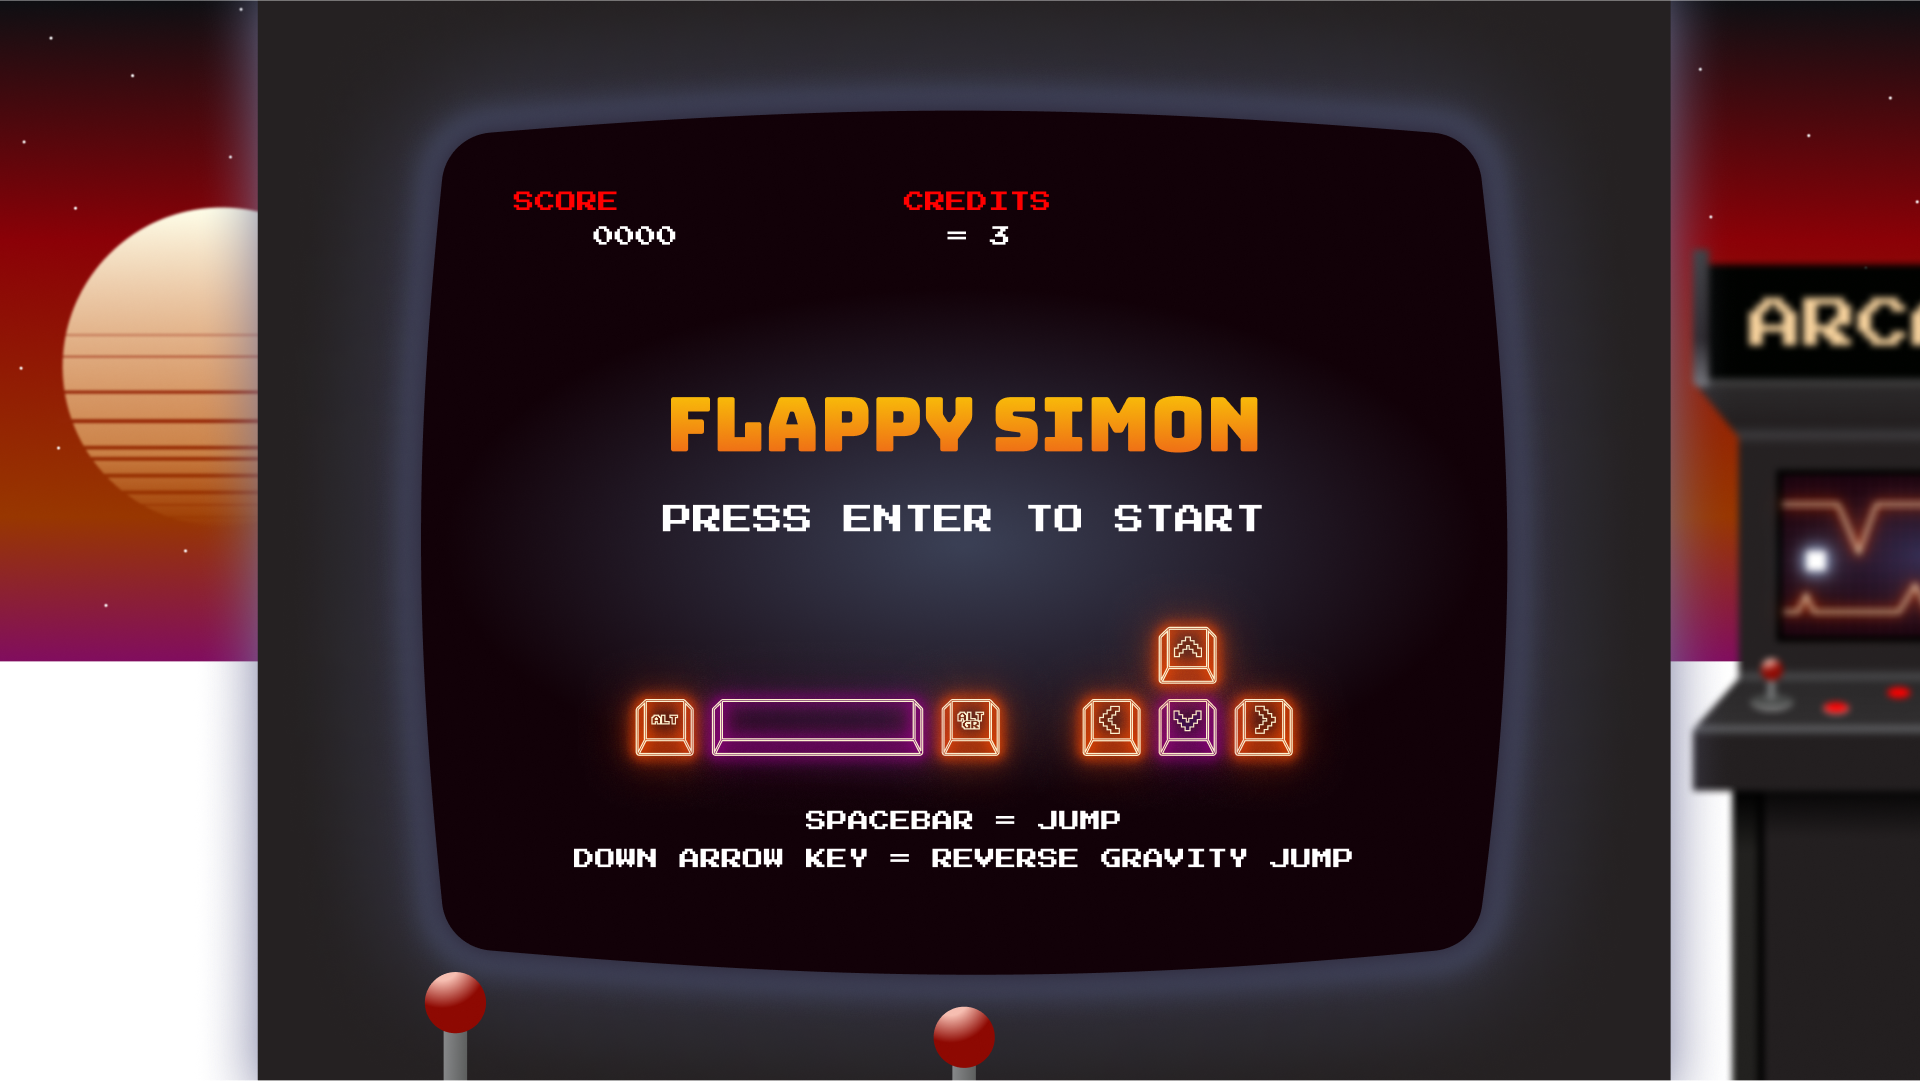 SCORE CREDITS
0000 = 3
ARCA
FLAPPY SIMON
PRESS ENTER TO START
ALT ALT GR
SPACEBAR = JUMP
DOWN ARROW KEY = REVERSE GRAVITY JUMP